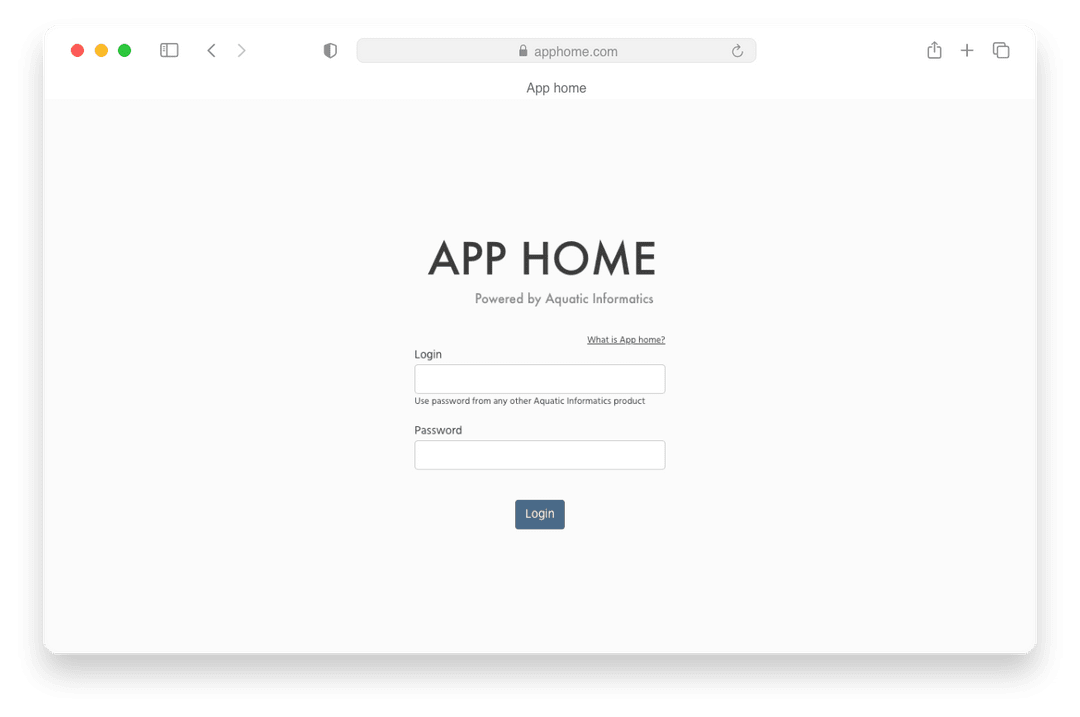 apphome.com
App home
APP HOME
Powered by Aquatic Informatics
What is App home?
Login
Use password from any other Aquatic Informatics product
Password
Login